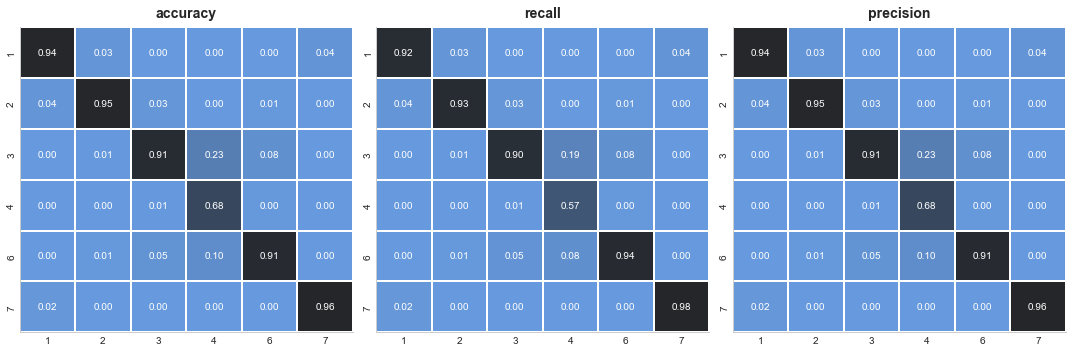 accuracy recall precision
1 0.94 0.03 0.00 0.00 0.00 0.04 1 0.92 0.03 0.00 0.00 0.00 0.04 1 0.94 0.03 0.00 0.00 0.00 0.04
2 0.04 0.95 0.03 0.00 0.01 0.00 2 0.04 0.93 0.03 0.00 0.01 0.00 2 0.04 0.95 0.03 0.00 0.01 0.00
3 0.00 0.01 0.91 0.23 0.08 0.00 3 0.00 0.01 0.90 0.19 0.08 0.00 3 0.00 0.01 0.91 0.23 0.08 0.00
4 0.00 0.00 0.01 0.68 0.00 0.00 4 0.00 0.00 0.01 0.57 0.00 0.00 4 0.00 0.00 0.01 0.68 0.00 0.00
6 0.00 0.01 0.05 0.10 0.91 0.00 6 0.00 0.01 0.05 0.08 0.94 0.00 6 0.00 0.01 0.05 0.10 0.91 0.00
7 0.02 0.00 0.00 0.00 0.00 0.96 7 0.02 0.00 0.00 0.00 0.00 0.98 7 0.02 0.00 0.00 0.00 0.00 0.96
1 2 3 4 6 7 1 2 3 4 6 7 1 2 3 4 6 7